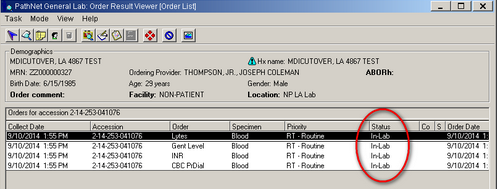 PathNet General Lab: Order Result Viewer [Order List]
Task Mode View Help
Demographics
MDICUTOVER, LA 4867 TEST Hx name: MDICUTOVER, LA 4867 TEST
MRN: ZZ000000327 Ordering Provider: THOMPSON, JR., JOSEPH COLEMAN ABORh:
Birth Date: 6/15/1985 Age: 29 years Gender: Male
Order comment: Facility: NON-PATIENT Location: NP LA Lab
Orders for accession 2-14-253-041076
Collect Date Accession Order Specimen Priority Status Co S Order Date
9/10/2014 1:55 PM 2-14-253-041076 Lytes Blood RT - Routine In-Lab 9/10/2014 1:
9/10/2014 1:55 PM 2-14-253-041076 Gent Level Blood RT - Routine In-Lab 9/10/2014 1:
9/10/2014 1:55 PM 2-14-253-041076 INR Blood RT - Routine In-Lab 9/10/2014 1:
9/10/2014 1:55 PM 2-14-253-041076 CBC PrDial Blood RT - Routine In-Lab 9/10/2014 1: